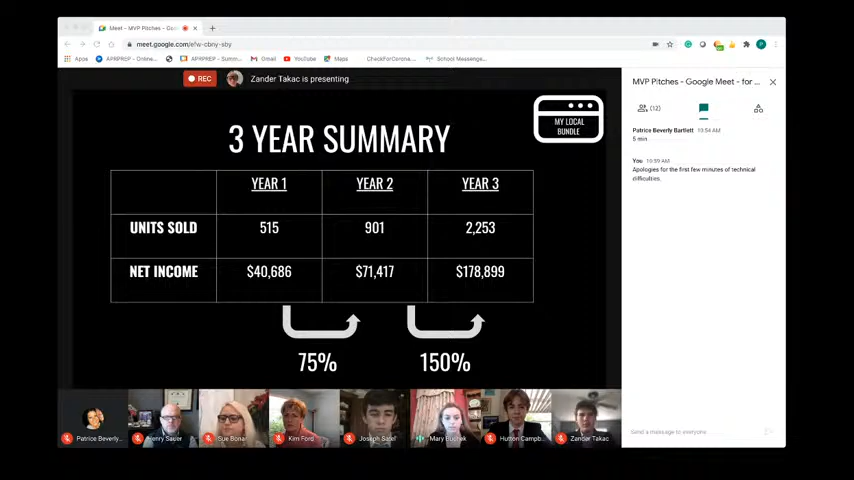 Meet - MVP Pitches - Goo
meet.google.com/efw-cbny-sby
Apps
APRPREP - Online...
APRPREP - Summ...
Gmail
YouTube
Maps
CheckForCorona...
School Messenge...
REC
Zander Takac is presenting
MY LOCAL
BUNDLE
3 YEAR SUMMARY
YEAR 1 YEAR 2 YEAR 3
UNITS SOLD 515 901 2,253
NET INCOME $40,686 $71,417 $178,899
75% 150%
Patrice Beverly...
Henry Sauer
Sue Bona
Kim Ford
Mary Buchek
Hutton Campb...
Zander Takac
MVP Pitches - Google Meet - for ...
(12)
Patrice Beverly Bartlett 10:54 AM
5 min
You 10:59 AM
Apologies for the first few minutes of technical
difficulties.
Send a message to everyone